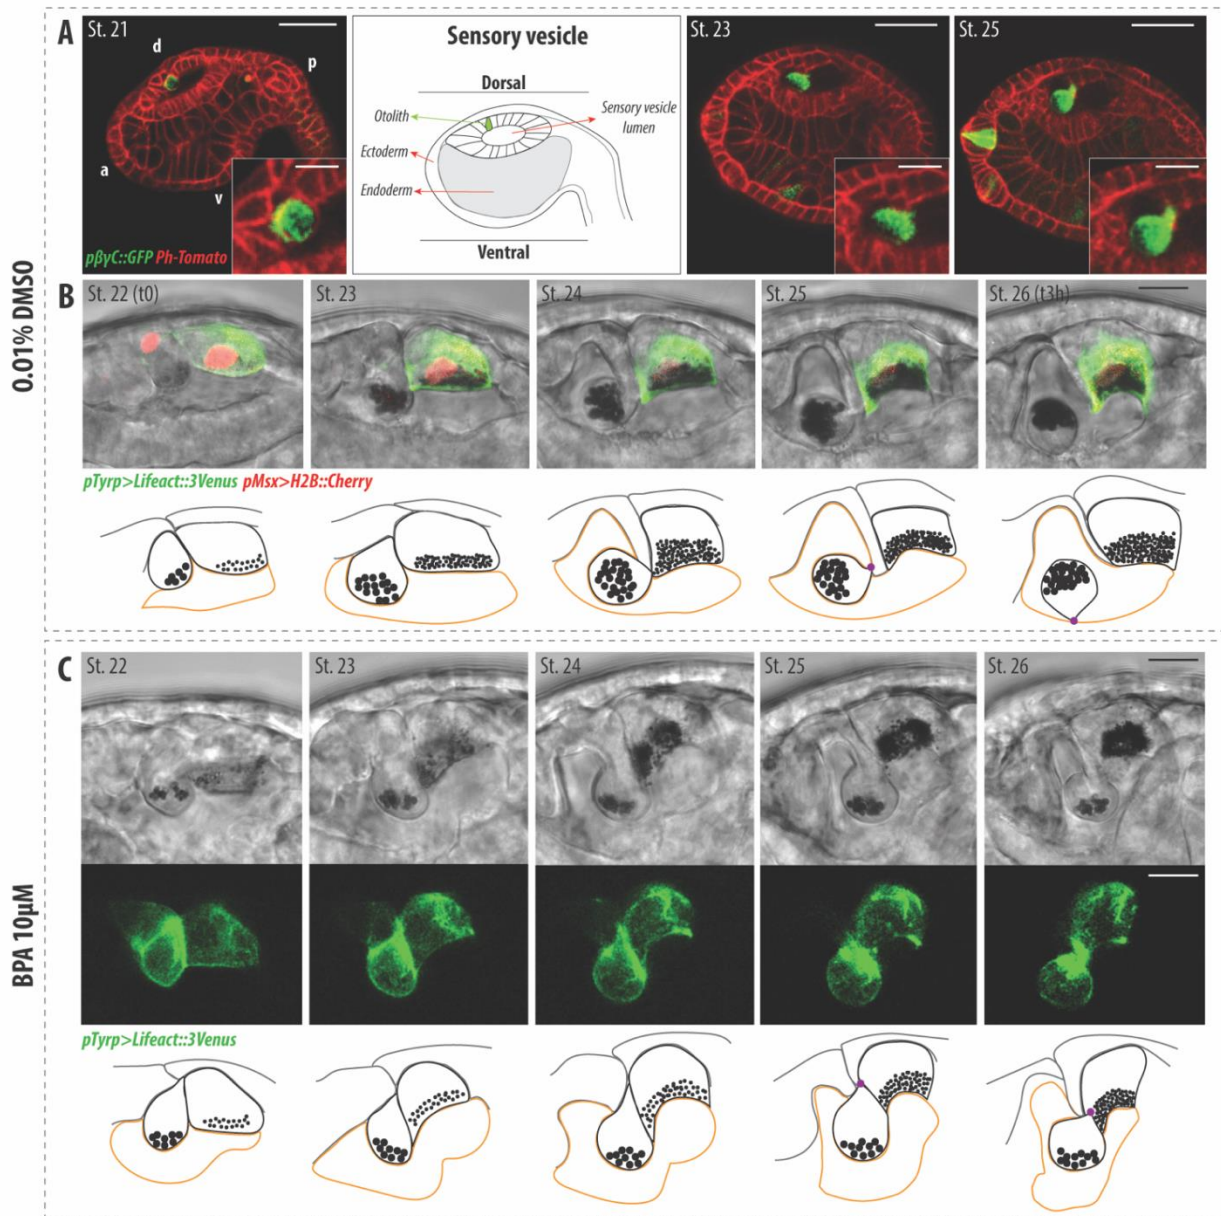 0.01% DMSO
A
St. 21
d
p
a
v
pβγC::GFP Ph-Tomato
Sensory vesicle
Dorsal
Otolith
Sensory vesicle
lumen
Ectoderm
Endoderm
Ventral
St. 23
St. 25
B
St. 22 (t0)
St. 23
St. 24
St. 25
St. 26 (t3h)
pTyrp>Lifeact::3Venus pMsx>H2B::Cherry
BPA 10μM
C
St. 22
St. 23
St. 24
St. 25
St. 26
pTyrp>Lifeact::3Venus